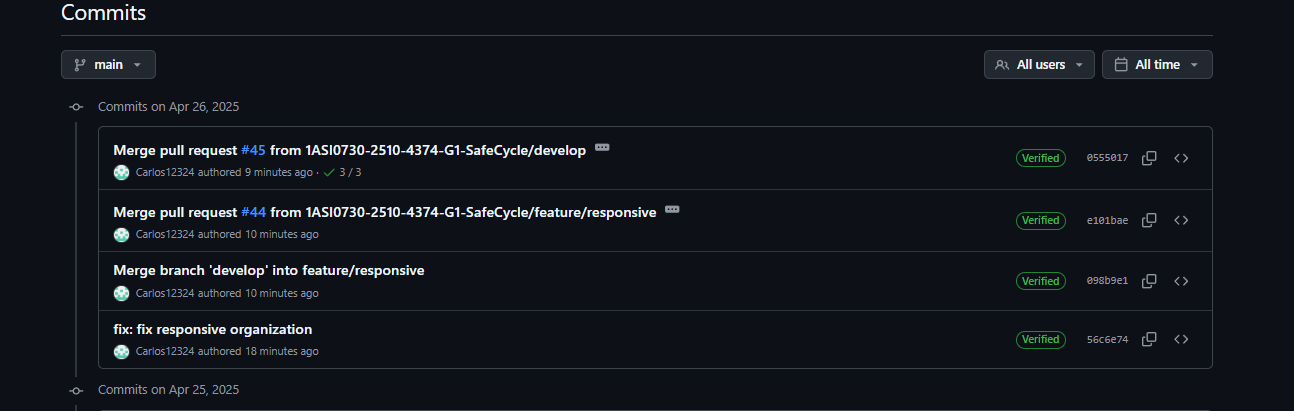 Commits
main
All users
All time
Commits on Apr 26, 2025
Merge pull request #45 from 1ASI0730-2510-4374-G1-SafeCycle/develop
Verified
0555017
Carlos12324 authored 9 minutes ago · 3 / 3
Merge pull request #44 from 1ASI0730-2510-4374-G1-SafeCycle/feature/responsive
Verified
e101bae
Carlos12324 authored 10 minutes ago
Merge branch 'develop' into feature/responsive
Verified
098b9e1
Carlos12324 authored 10 minutes ago
fix: fix responsive organization
Verified
56c6e74
Carlos12324 authored 18 minutes ago
Commits on Apr 25, 2025